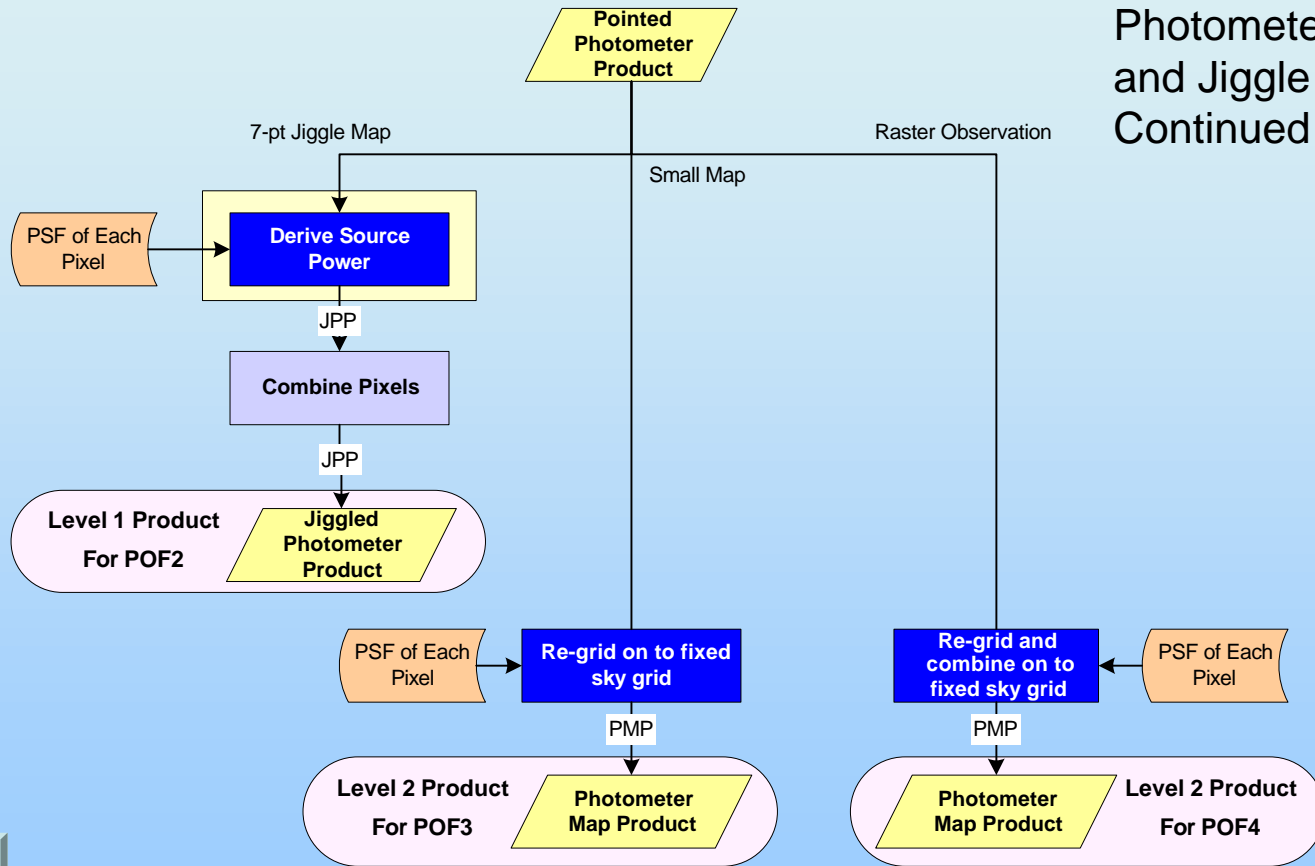 Pointed
Photometer
Product
and Jiggle
Continued
7-pt Jiggle Map
Raster Observation
Small Map
PSF of Each
Pixel
Derive Source
Power
JPP
Combine Pixels
JPP
Level 1 Product
For POF2
Jiggled
Photometer
Product
PSF of Each
Pixel
Re-grid on to fixed
sky grid
Re-grid and
combine on to
fixed sky grid
PSF of Each
Pixel
PMP
PMP
Level 2 Product
For POF3
Photometer
Map Product
Photometer
Map Product
Level 2 Product
For POF4